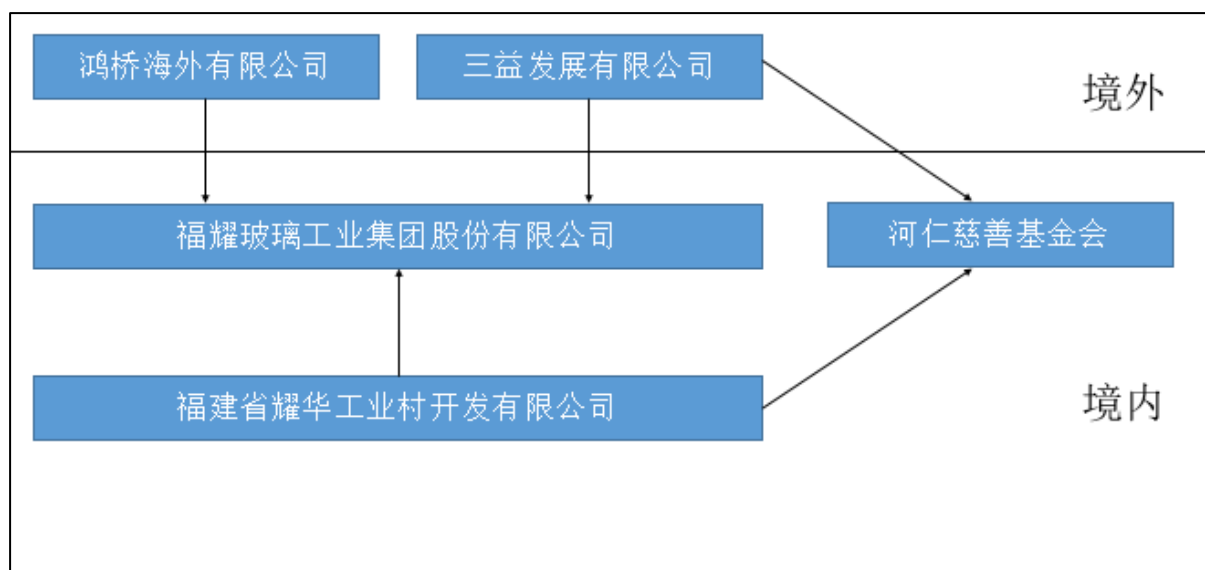 鸿桥海外有限公司
三益发展有限公司
境外
福耀玻璃工业集团股份有限公司
河仁慈善基金会
福建省耀华工业村开发有限公司
境内